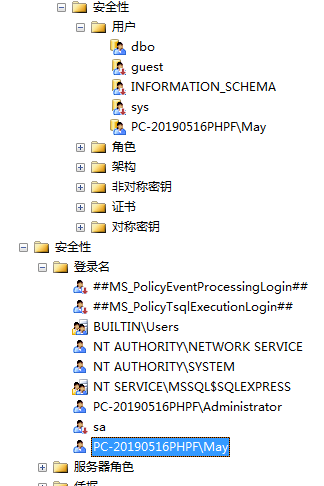 安全性
用户
dbo
guest
INFORMATION_SCHEMA
sys
PC-20190516PHPF\May
角色
架构
非对称密钥
证书
对称密钥
安全性
登录名
##MS_PolicyEventProcessingLogin##
##MS_PolicyTsqlExecutionLogin##
BUILTIN\Users
NT AUTHORITY\NETWORK SERVICE
NT AUTHORITY\SYSTEM
NT SERVICE\MSSQL$SQLEXPRESS
PC-20190516PHPF\Administrator
sa
PC-20190516PHPF\May
服务器角色
凭据